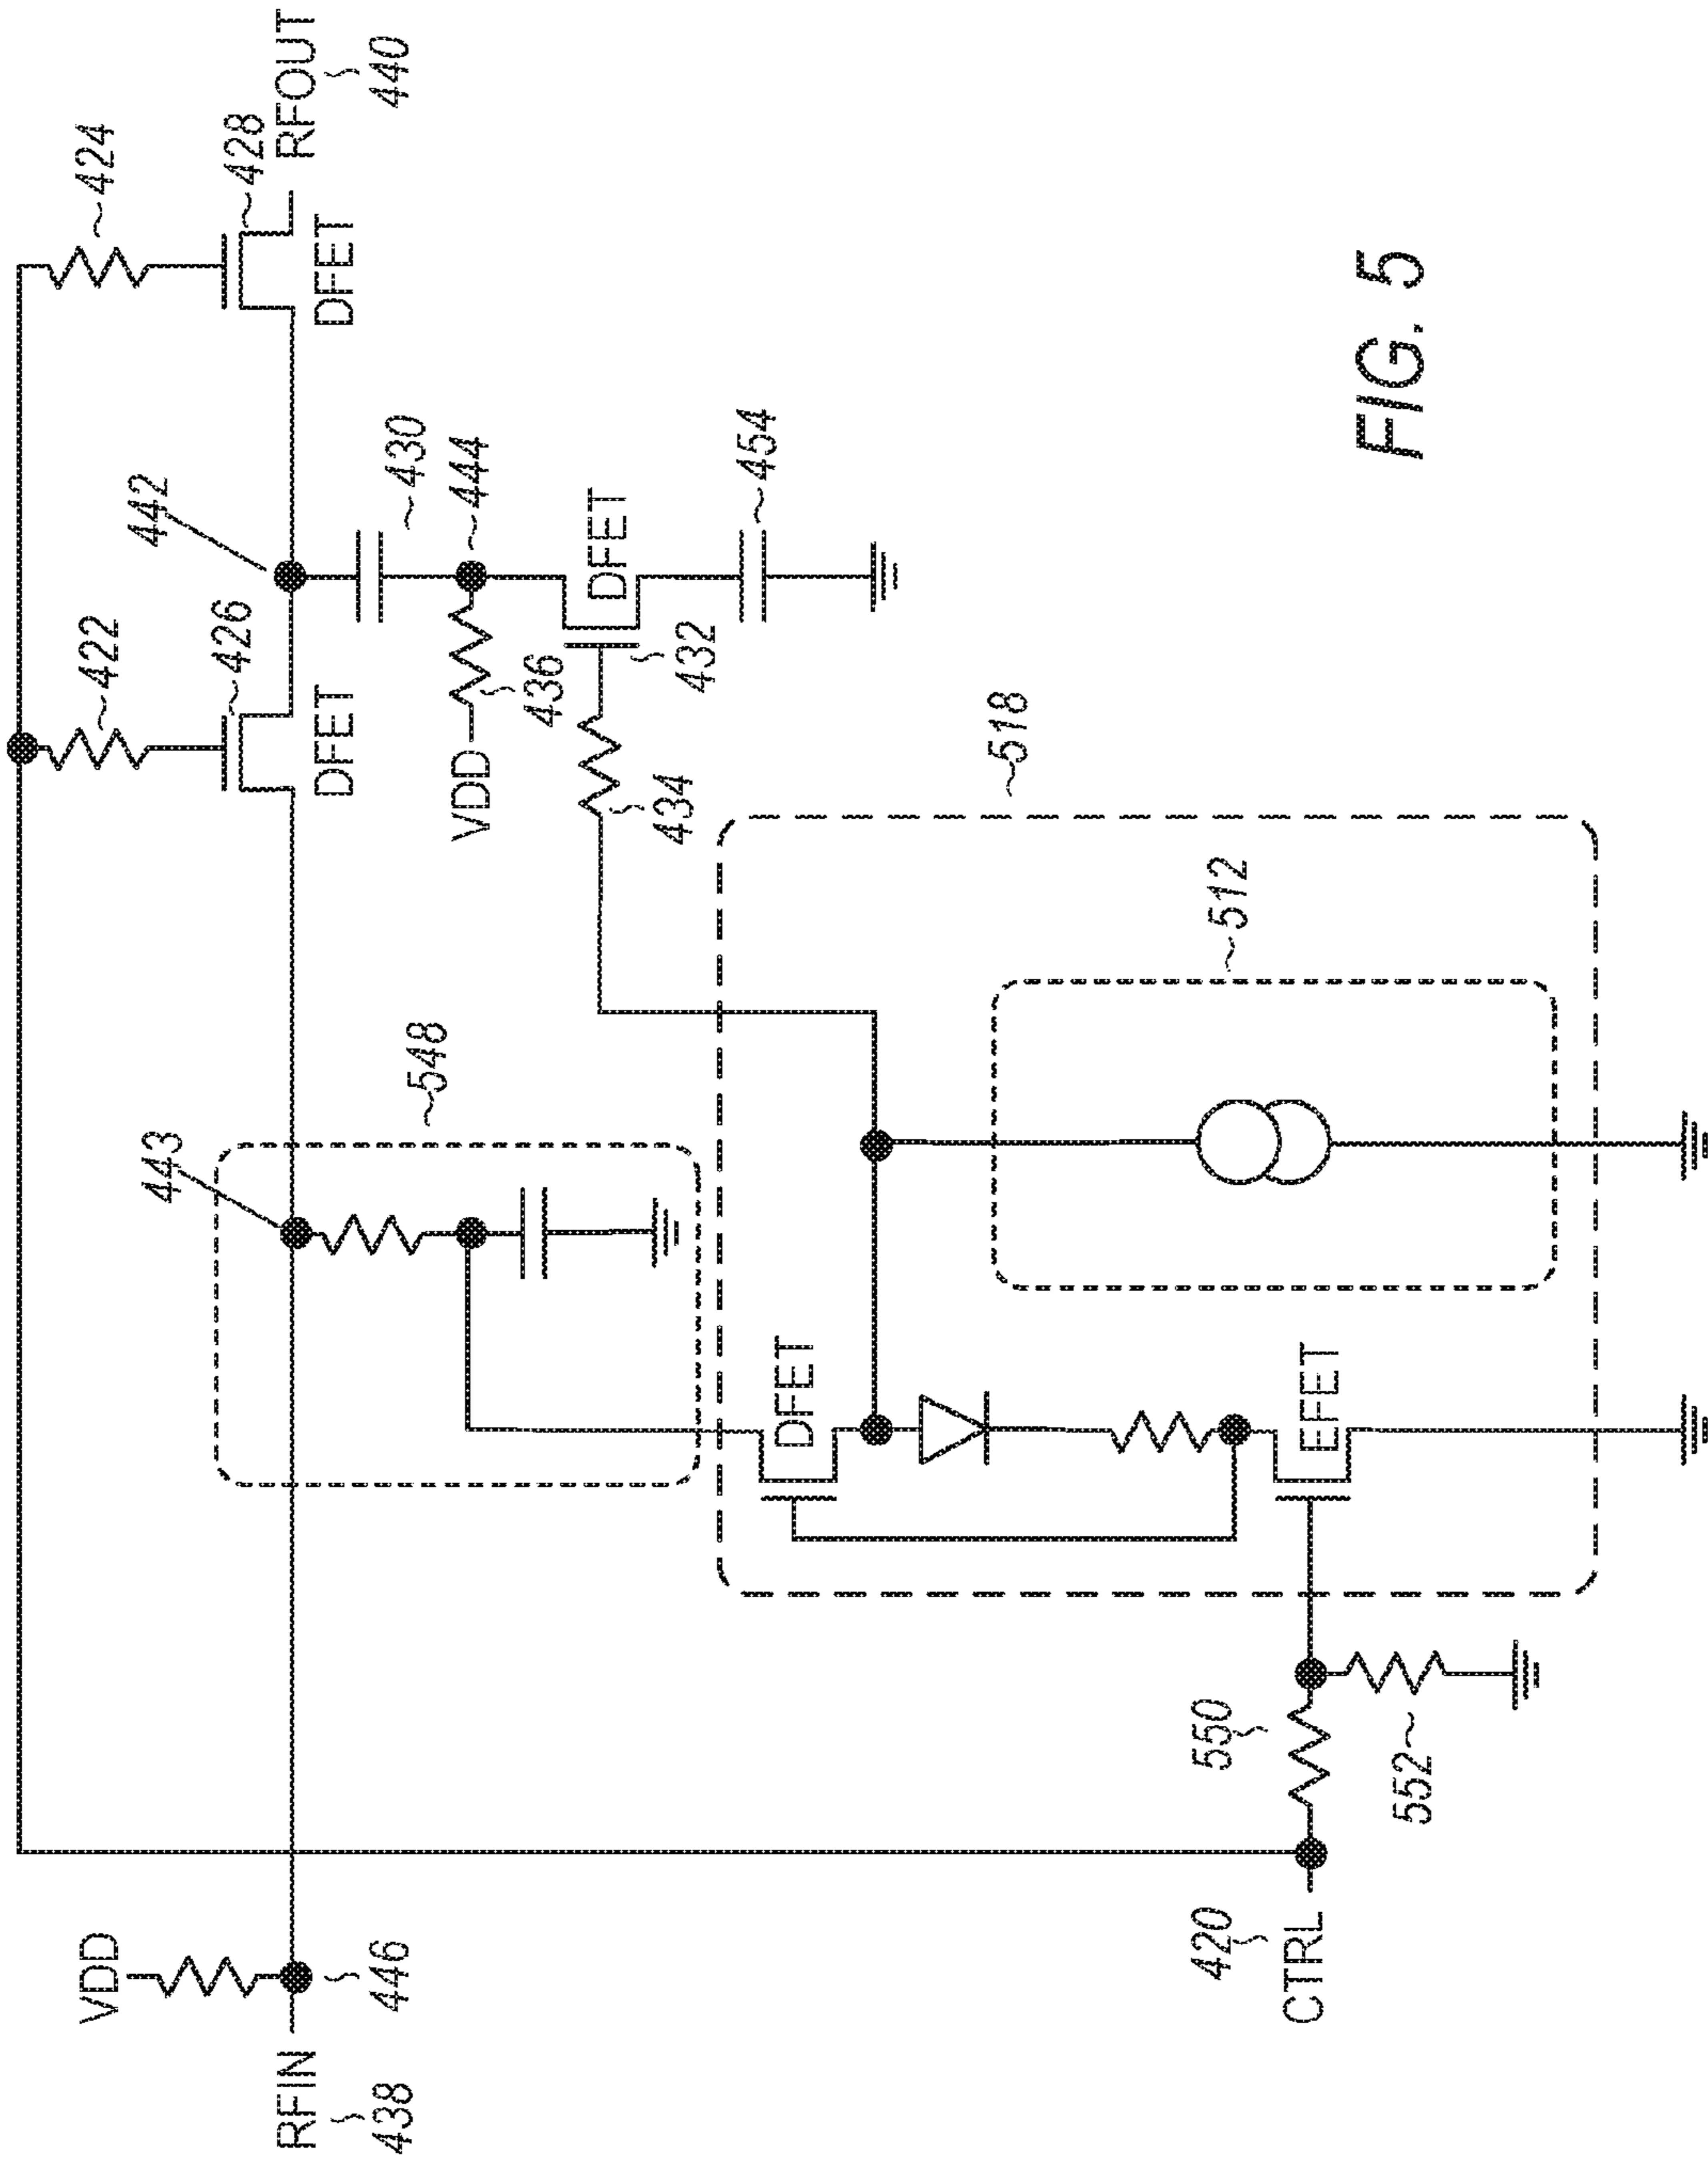 424
RFOUT
440
428
DFET
442
422
426
DFET
430
444
VDD
436
DFET
432
454
434
443
548
518
512
DFET
EFET
VDD
446
RFIN
438
550
552
420
CTRL
FIG. 5